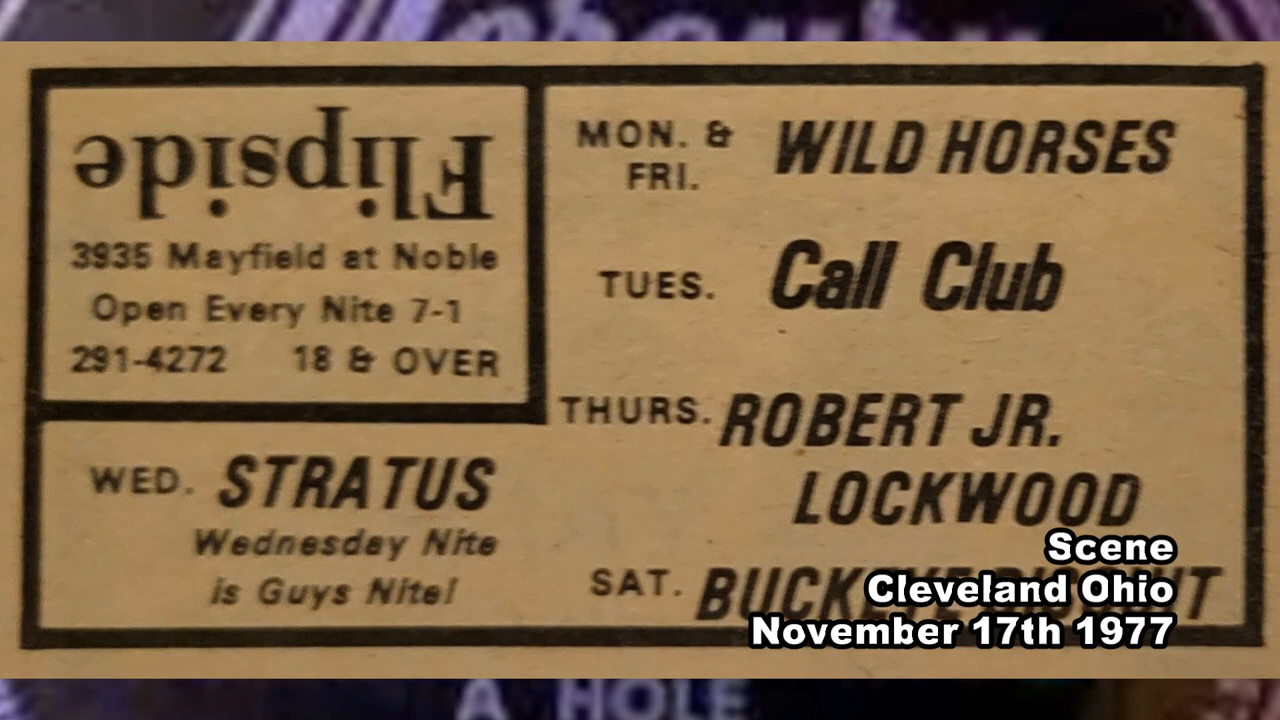 Flipside
3935 Mayfield at Noble
Open Every Nite 7-1
291-4272 18 & OVER
WED. STRATUS
Wednesday Nite
is Guys Nite!
MON. & FRI. WILD HORSES
TUES. Call Club
THURS. ROBERT JR.
LOCKWOOD
SAT. BUCKEYE
Scene
Cleveland Ohio
November 17th 1977
A HOLE